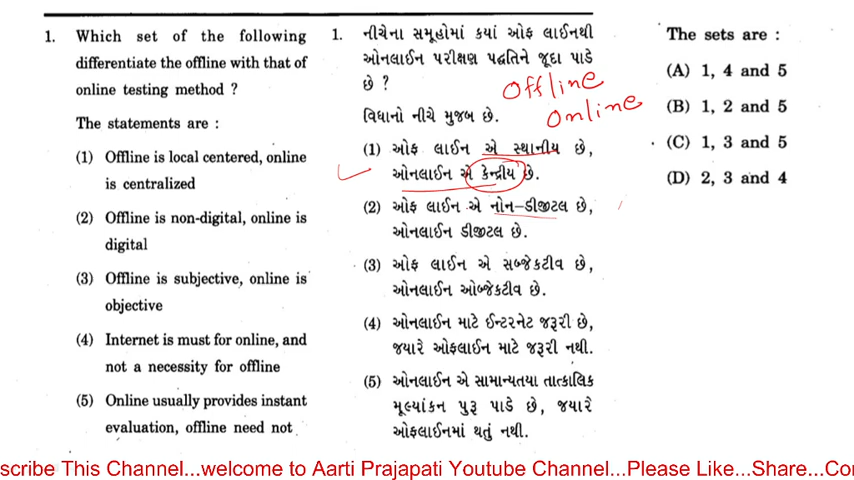 1. Which set of the following
differentiate the offline with that of
online testing method ?
The statements are :
(1) Offline is local centered, online
is centralized
(2) Offline is non-digital, online is
digital
(3) Offline is subjective, online is
objective
(4) Internet is must for online, and
not a necessity for offline
(5) Online usually provides instant
evaluation, offline need not
1. નીચેના સમૂહોમાં કયાં ઓફ લાઈનથી
ઓનલાઈન પરીક્ષણ પદ્ધતિને જૂદા પાડે
છે ?
offline
online
વિધાનો નીચે મુજબ છે.
(1) ઓફ લાઈન એ સ્થાનીય છે,
ઓનલાઈન એ કેન્દ્રીય છે.
(2) ઓફ લાઈન એ નોન-ડીજીટલ છે,
ઓનલાઈન ડીજીટલ છે.
(3) ઓફ લાઈન એ સબ્જેકટીવ છે,
ઓનલાઈન ઓબ્જેકટીવ છે.
(4) ઓનલાઈન માટે ઈન્ટરનેટ જરૂરી છે,
જયારે ઓફલાઈન માટે જરૂરી નથી.
(5) ઓનલાઈન એ સામાન્યતયા તાત્કાલિક
મૂલ્યાંકન પુરૂ પાડે છે, જયારે
ઓફલાઈનમાં થતું નથી.
The sets are :
(A) 1, 4 and 5
(B) 1, 2 and 5
(C) 1, 3 and 5
(D) 2, 3 and 4
scribe This Channel...welcome to Aarti Prajapati Youtube Channel...Please Like...Share...Co